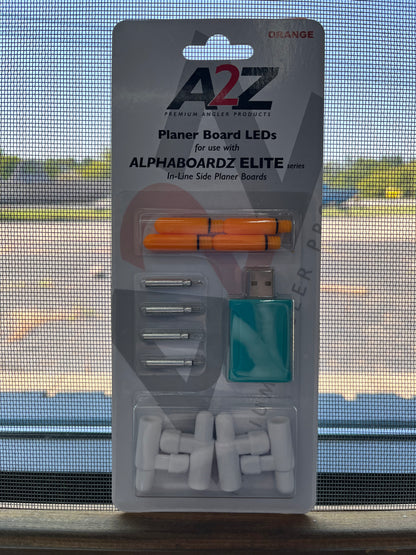 ORANGE
A2Z
PREMIUM ANGLER PRODUCTS
Planer Board LEDs
for use with
ALPHABOARDZ ELITE series
In-Line Side Planer Boards